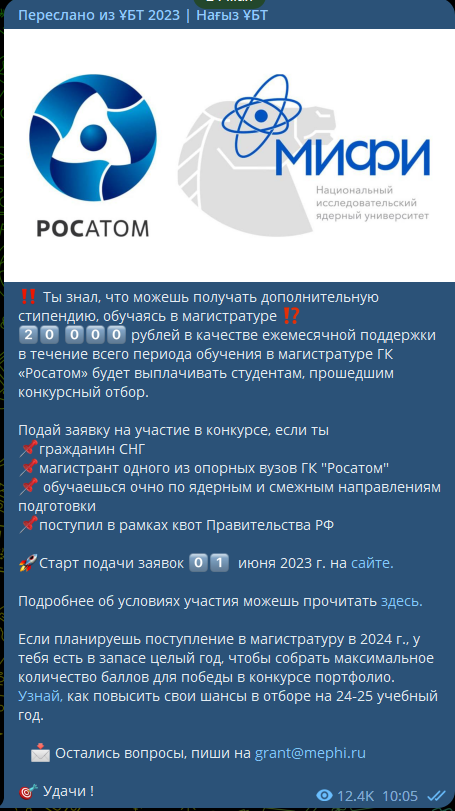 Переслано из ҰБТ 2023 | Нағыз ҰБТ
РОСАТОМ
МИФИ
Национальный
исследовательский
ядерный университет
‼️ Ты знал, что можешь получать дополнительную
стипендию, обучаясь в магистратуре ⁉️
2️⃣0️⃣ 0️⃣0️⃣0️⃣ рублей в качестве ежемесячной поддержки
в течение всего периода обучения в магистратуре ГК
«Росатом» будет выплачивать студентам, прошедшим
конкурсный отбор.
Подай заявку на участие в конкурсе, если ты
📌гражданин СНГ
📌магистрант одного из опорных вузов ГК "Росатом"
📌 обучаешься очно по ядерным и смежным направлениям
подготовки
📌поступил в рамках квот Правительства РФ
🚀Старт подачи заявок 0️⃣1️⃣ июня 2023 г. на сайте.
Подробнее об условиях участия можешь прочитать здесь.
Если планируешь поступление в магистратуру в 2024 г., у
тебя есть в запасе целый год, чтобы собрать максимальное
количество баллов для победы в конкурсе портфолио.
Узнай, как повысить свои шансы в отборе на 24-25 учебный
год.
📩 Остались вопросы, пиши на grant@mephi.ru
🎯 Удачи !
12.4K 10:05